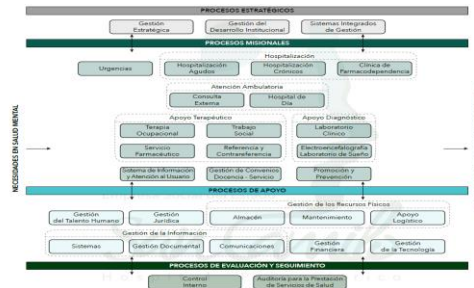 PROCESOS ESTRATÉGICOS
Gestión
Estratégica
Gestión del
Desarrollo Institucional
Sistemas Integrados
de Gestión
PROCESOS MISIONALES
Hospitalización
Urgencias
Hospitalización
Agudos
Hospitalización
Crónicos
Clínica de
Farmacodependencia
Atención Ambulatoria
Consulta
Externa
Hospital de
Día
Apoyo Terapéutico
Apoyo Diagnóstico
Terapia
Ocupacional
Trabajo
Social
Laboratorio
Clínico
Servicio
Farmacéutico
Referencia y
Contrareferencia
Electroencefalografía
Laboratorio de Sueño
Sistema de Información
y Atención al Usuario
Gestión de Convenios
Docencia - Servicio
Promoción y
Prevención
NECESIDADES EN SALUD MENTAL
PROCESOS DE APOYO
Gestión de los Recursos Físicos
Gestión
del Talento Humano
Gestión
Jurídica
Almacén
Mantenimiento
Apoyo
Logístico
Gestión de la Información
Sistemas
Gestión Documental
Comunicaciones
Gestión
Financiera
Gestión
de la Tecnología
PROCESOS DE EVALUACIÓN Y SEGUIMIENTO
Control
Interno
Auditoría para la Prestación
de Servicios de Salud